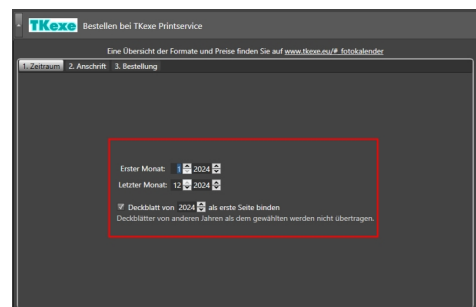 TKexe Bestellen bei TKexe Printservice
Eine Übersicht der Formate und Preise finden Sie auf www.tkexe.eu/#_fotokalender
1. Zeitraum 2. Anschrift 3. Bestellung
Erster Monat: 1 2024
Letzter Monat: 12 2024
Deckblatt von 2024 als erste Seite binden
Deckblätter von anderen Jahren als dem gewählten werden nicht übertragen.